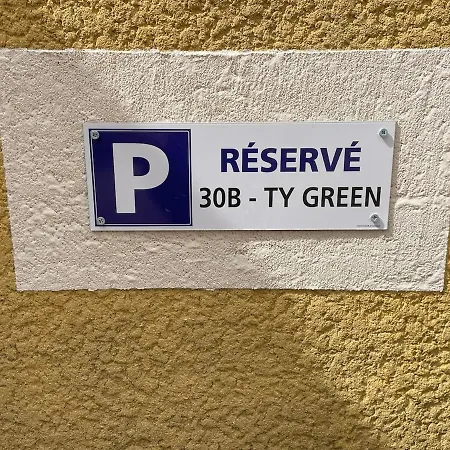 P
RÉSERVÉ
30B - TY GREEN